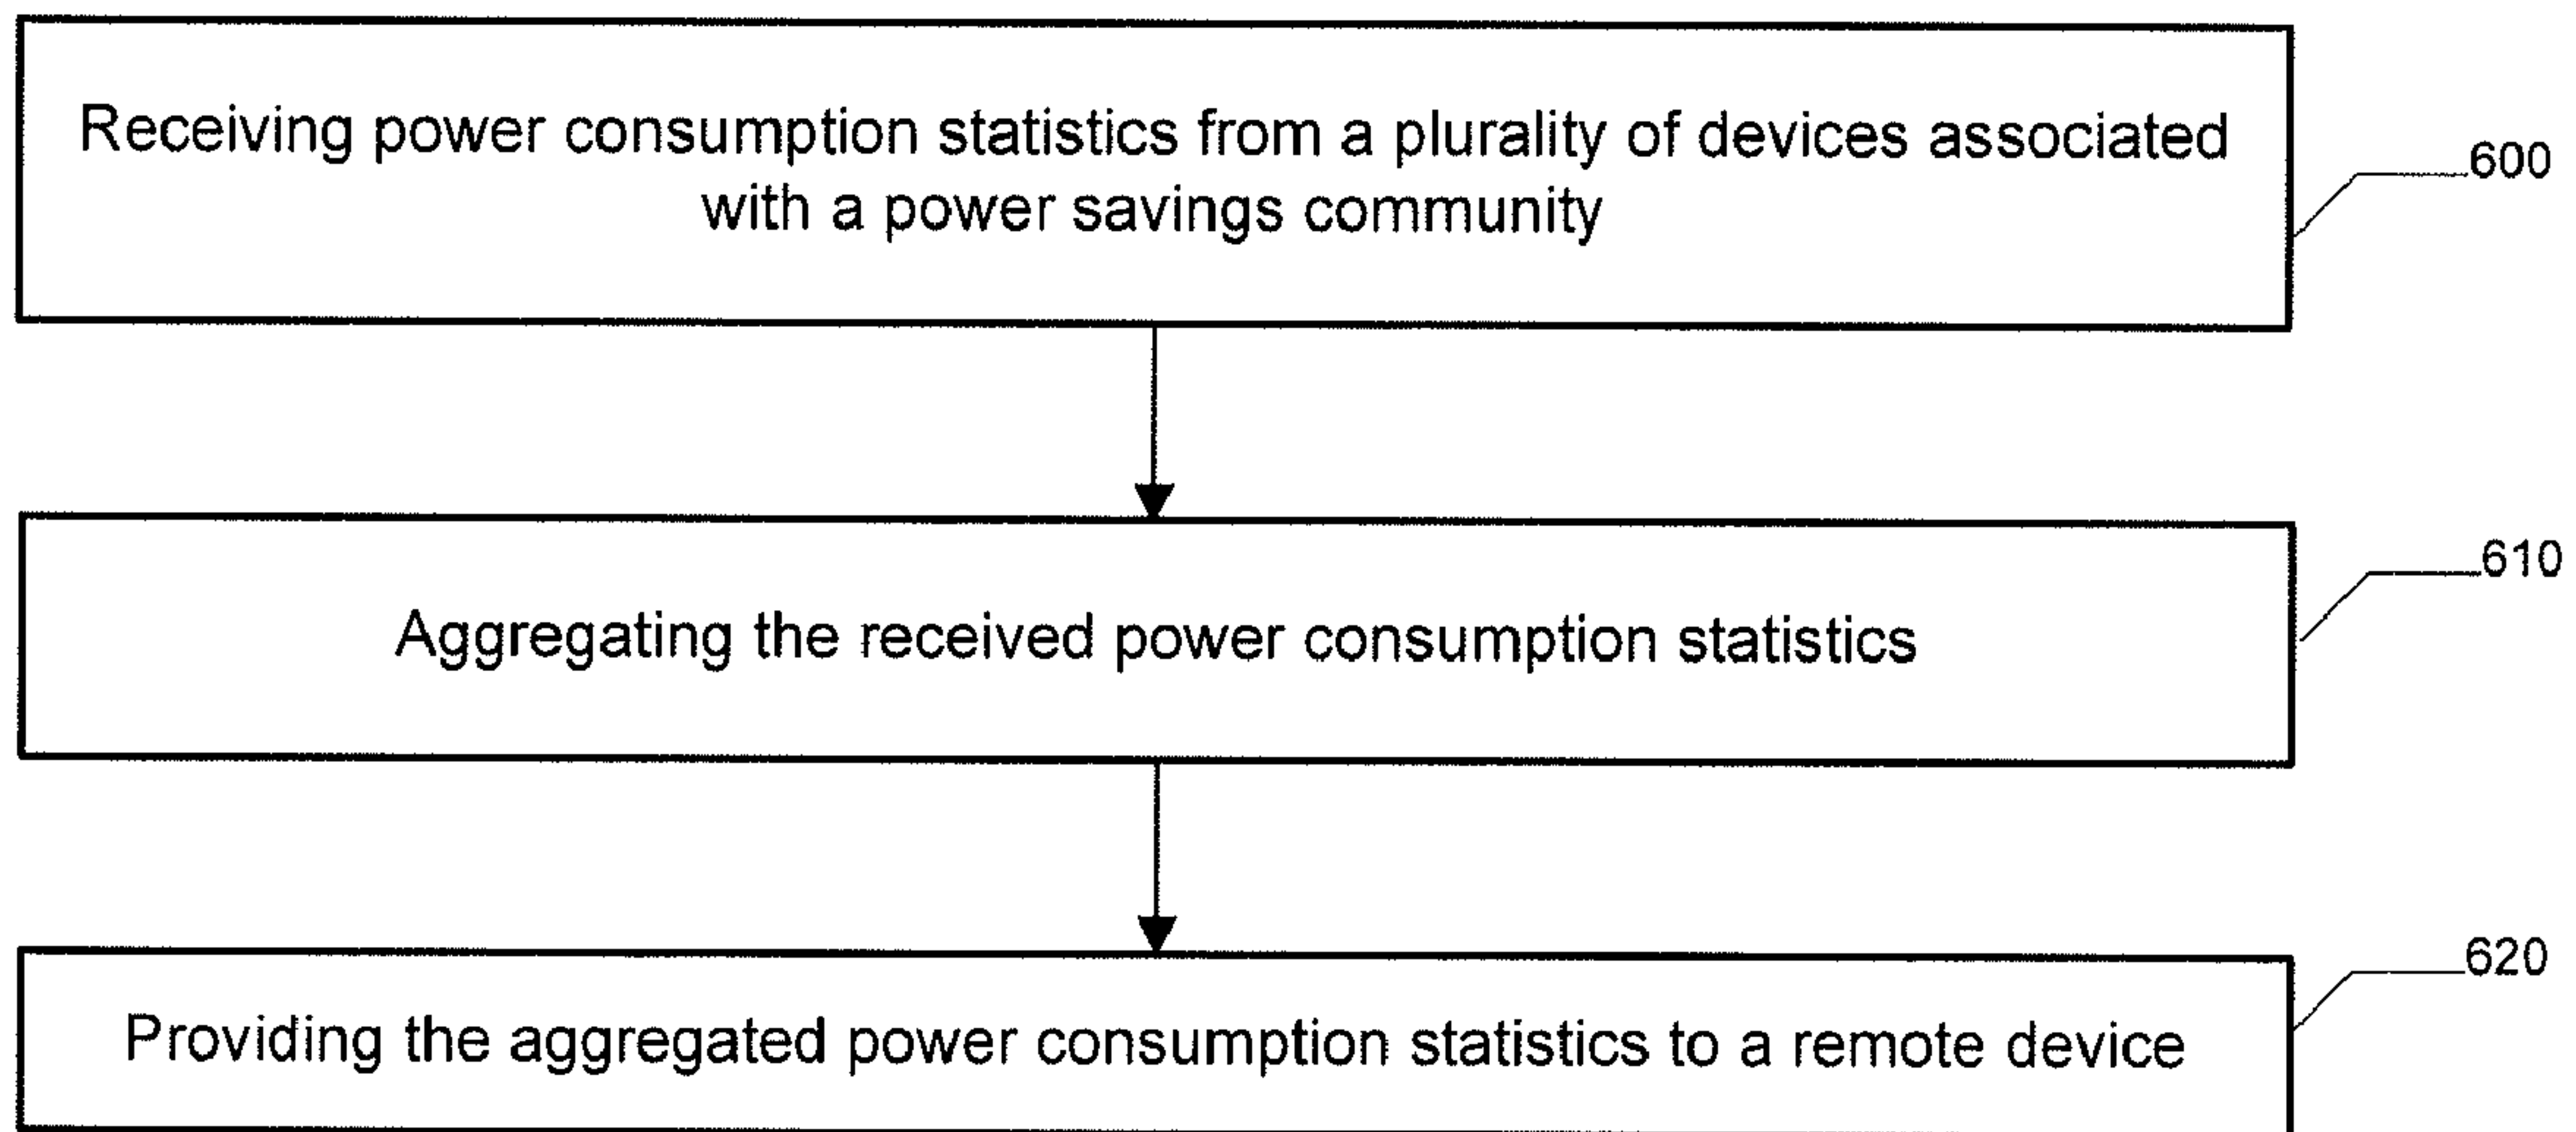 Receiving power consumption statistics from a plurality of devices associated
with a power savings community
600
Aggregating the received power consumption statistics
610
Providing the aggregated power consumption statistics to a remote device
620